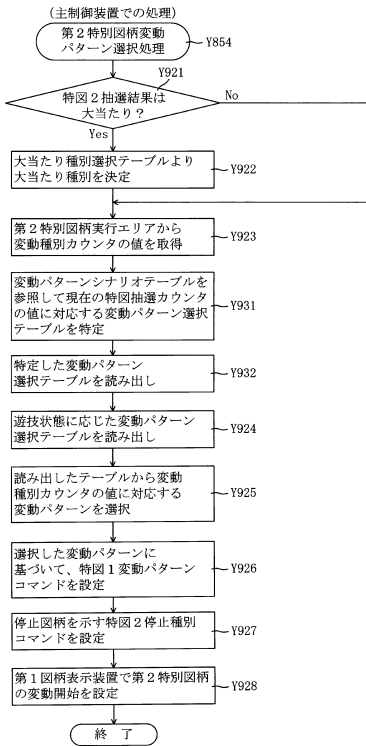 (主制御装置での処理)
第２特別図柄変動
パターン選択処理
Y854
Y921
特図２抽選結果は
大当たり？
No
Yes
大当たり種別選択テーブルより
大当たり種別を決定
Y922
第２特別図柄実行エリアから
変動種別カウンタの値を取得
Y923
変動パターンシナリオテーブルを
参照して現在の特図抽選カウンタ
の値に対応する変動パターン選択
テーブルを特定
Y931
特定した変動パターン
選択テーブルを読み出し
Y932
遊技状態に応じた変動パターン
選択テーブルを読み出し
Y924
読み出したテーブルから変動
種別カウンタの値に対応する
変動パターンを選択
Y925
選択した変動パターンに
基づいて、特図１変動パターン
コマンドを設定
Y926
停止図柄を示す特図２停止種別
コマンドを設定
Y927
第１図柄表示装置で第２特別図柄
の変動開始を設定
Y928
終 了